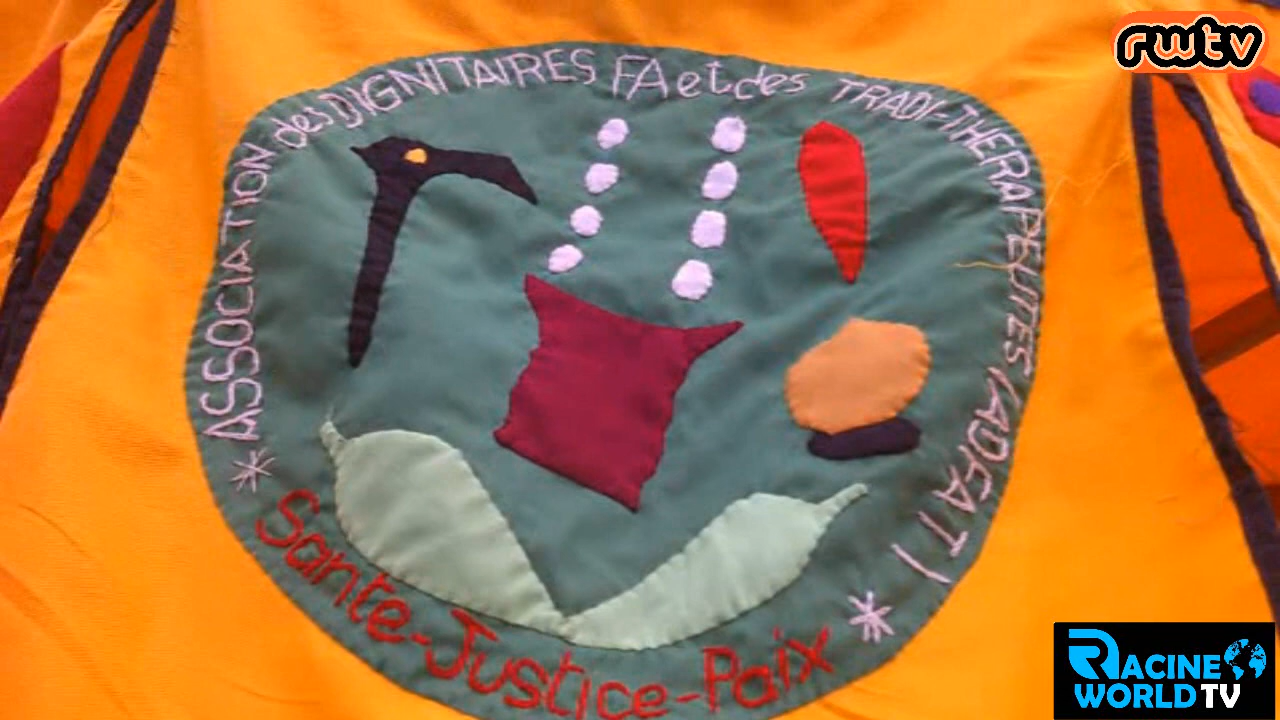 rwtv
ASSOCIATION des DIGNITAIRES FA et des TRADI-THERAPEUTES (ADFATT)
Sante-Justice-Paix
RACINE
WORLD TV